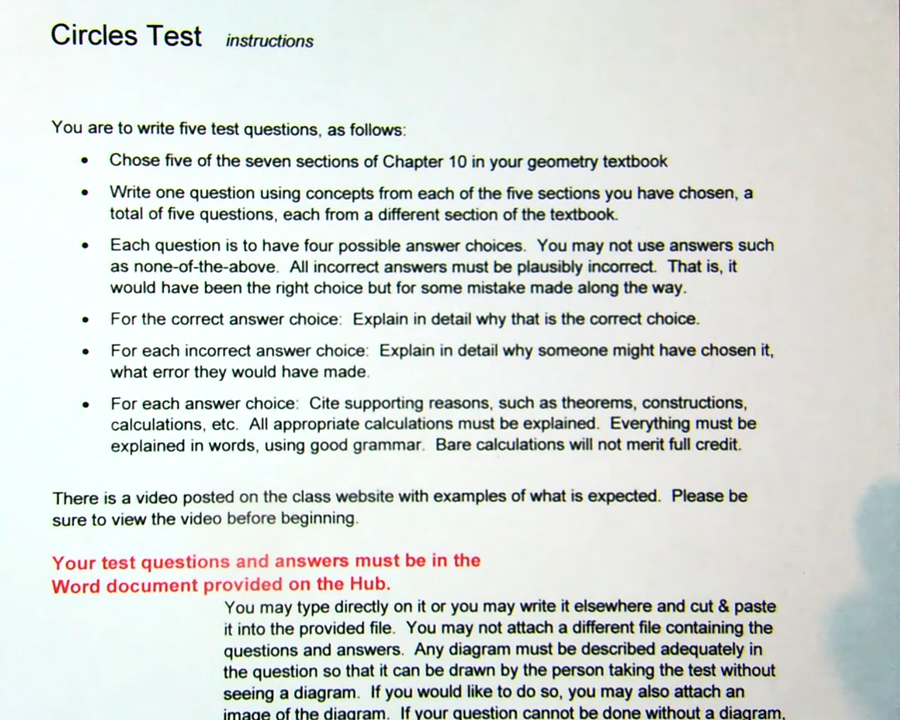 Circles Test instructions
You are to write five test questions, as follows:
• Chose five of the seven sections of Chapter 10 in your geometry textbook
• Write one question using concepts from each of the five sections you have chosen, a
total of five questions, each from a different section of the textbook.
• Each question is to have four possible answer choices. You may not use answers such
as none-of-the-above. All incorrect answers must be plausibly incorrect. That is, it
would have been the right choice but for some mistake made along the way.
• For the correct answer choice: Explain in detail why that is the correct choice.
• For each incorrect answer choice: Explain in detail why someone might have chosen it,
what error they would have made.
• For each answer choice: Cite supporting reasons, such as theorems, constructions,
calculations, etc. All appropriate calculations must be explained. Everything must be
explained in words, using good grammar. Bare calculations will not merit full credit.
There is a video posted on the class website with examples of what is expected. Please be
sure to view the video before beginning.
Your test questions and answers must be in the
Word document provided on the Hub.
You may type directly on it or you may write it elsewhere and cut & paste
it into the provided file. You may not attach a different file containing the
questions and answers. Any diagram must be described adequately in
the question so that it can be drawn by the person taking the test without
seeing a diagram. If you would like to do so, you may also attach an
image of the diagram. If your question cannot be done without a diagram,